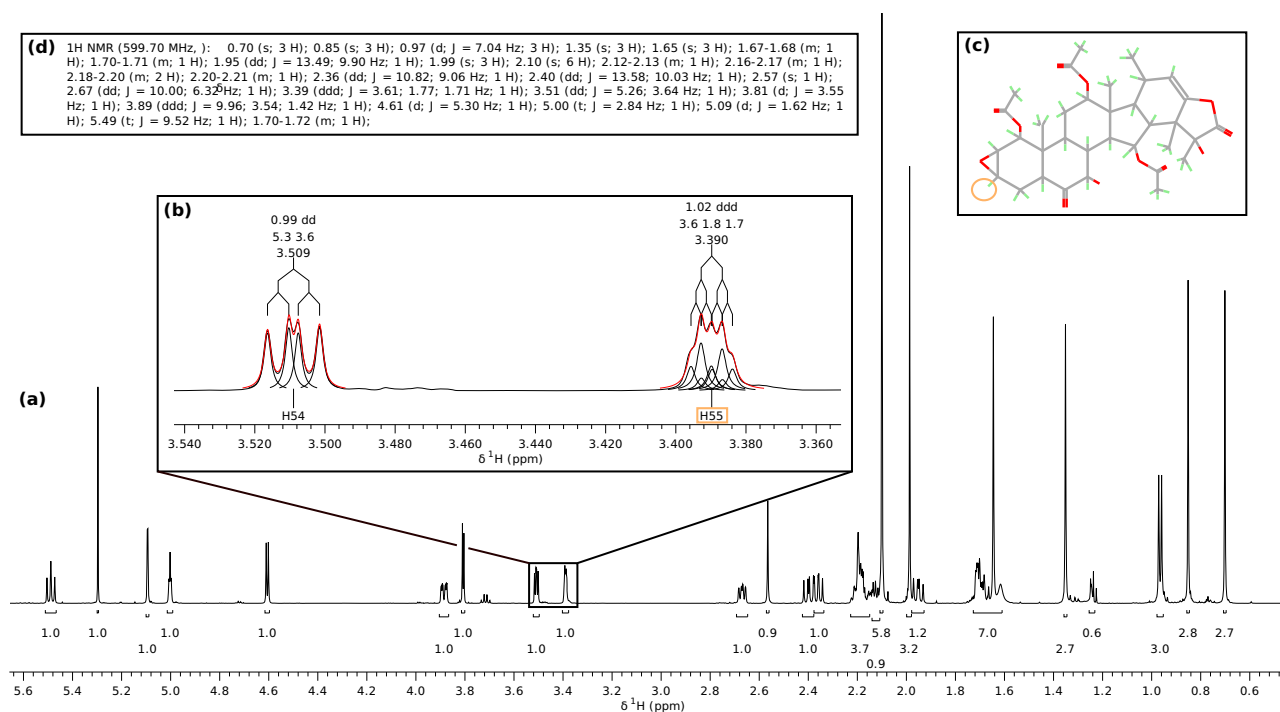 (d)
1H NMR (599.70 MHz, ): 0.70 (s; 3 H); 0.85 (s; 3 H); 0.97 (d; J = 7.04 Hz; 3 H); 1.35 (s; 3 H); 1.65 (s; 3 H); 1.67-1.68 (m; 1
H); 1.70-1.71 (m; 1 H); 1.95 (dd; J = 13.49; 9.90 Hz; 1 H); 1.99 (s; 3 H); 2.10 (s; 6 H); 2.12-2.13 (m; 1 H); 2.16-2.17 (m; 1 H);
2.18-2.20 (m; 2 H); 2.20-2.21 (m; 1 H); 2.36 (d; J = 10.82; 9.06 Hz; 1 H); 2.40 (dd; J = 13.58; 10.03 Hz; 1 H); 2.57 (s; 1 H);
2.67 (dd; J = 10.00; 6.32 Hz; 1 H); 3.39 (ddd; J = 3.61; 1.77; 1.71 Hz; 1 H); 3.51 (dd; J = 5.26; 3.64 Hz; 1 H); 3.81 (d; J = 3.55
Hz; 1 H); 3.89 (ddd; J = 9.96; 3.54; 1.42 Hz; 1 H); 4.61 (d; J = 5.30 Hz; 1 H); 5.00 (t; J = 2.84 Hz; 1 H); 5.09 (d; J = 1.62 Hz; 1
H); 5.49 (t; J = 9.52 Hz; 1 H); 1.70-1.72 (m; 1 H);
(c)
(b)
0.99 dd
5.3 3.6
3.509
1.02 ddd
3.6 1.8 1.7
3.390
H54
H55
3.540 3.520 3.500 3.480 3.460 3.440 3.420 3.400 3.380 3.360
δ 1H (ppm)
(a)
1.0 1.0 1.0 1.0 1.0 1.0 0.9 1.0 5.8 1.2 7.0 0.6 2.8 2.7
1.0 1.0 1.0 1.0 3.7 3.2 2.7 3.0
0.9
5.6 5.4 5.2 5.0 4.8 4.6 4.4 4.2 4.0 3.8 3.6 3.4 3.2 3.0 2.8 2.6 2.4 2.2 2.0 1.8 1.6 1.4 1.2 1.0 0.8 0.6
δ 1H (ppm)